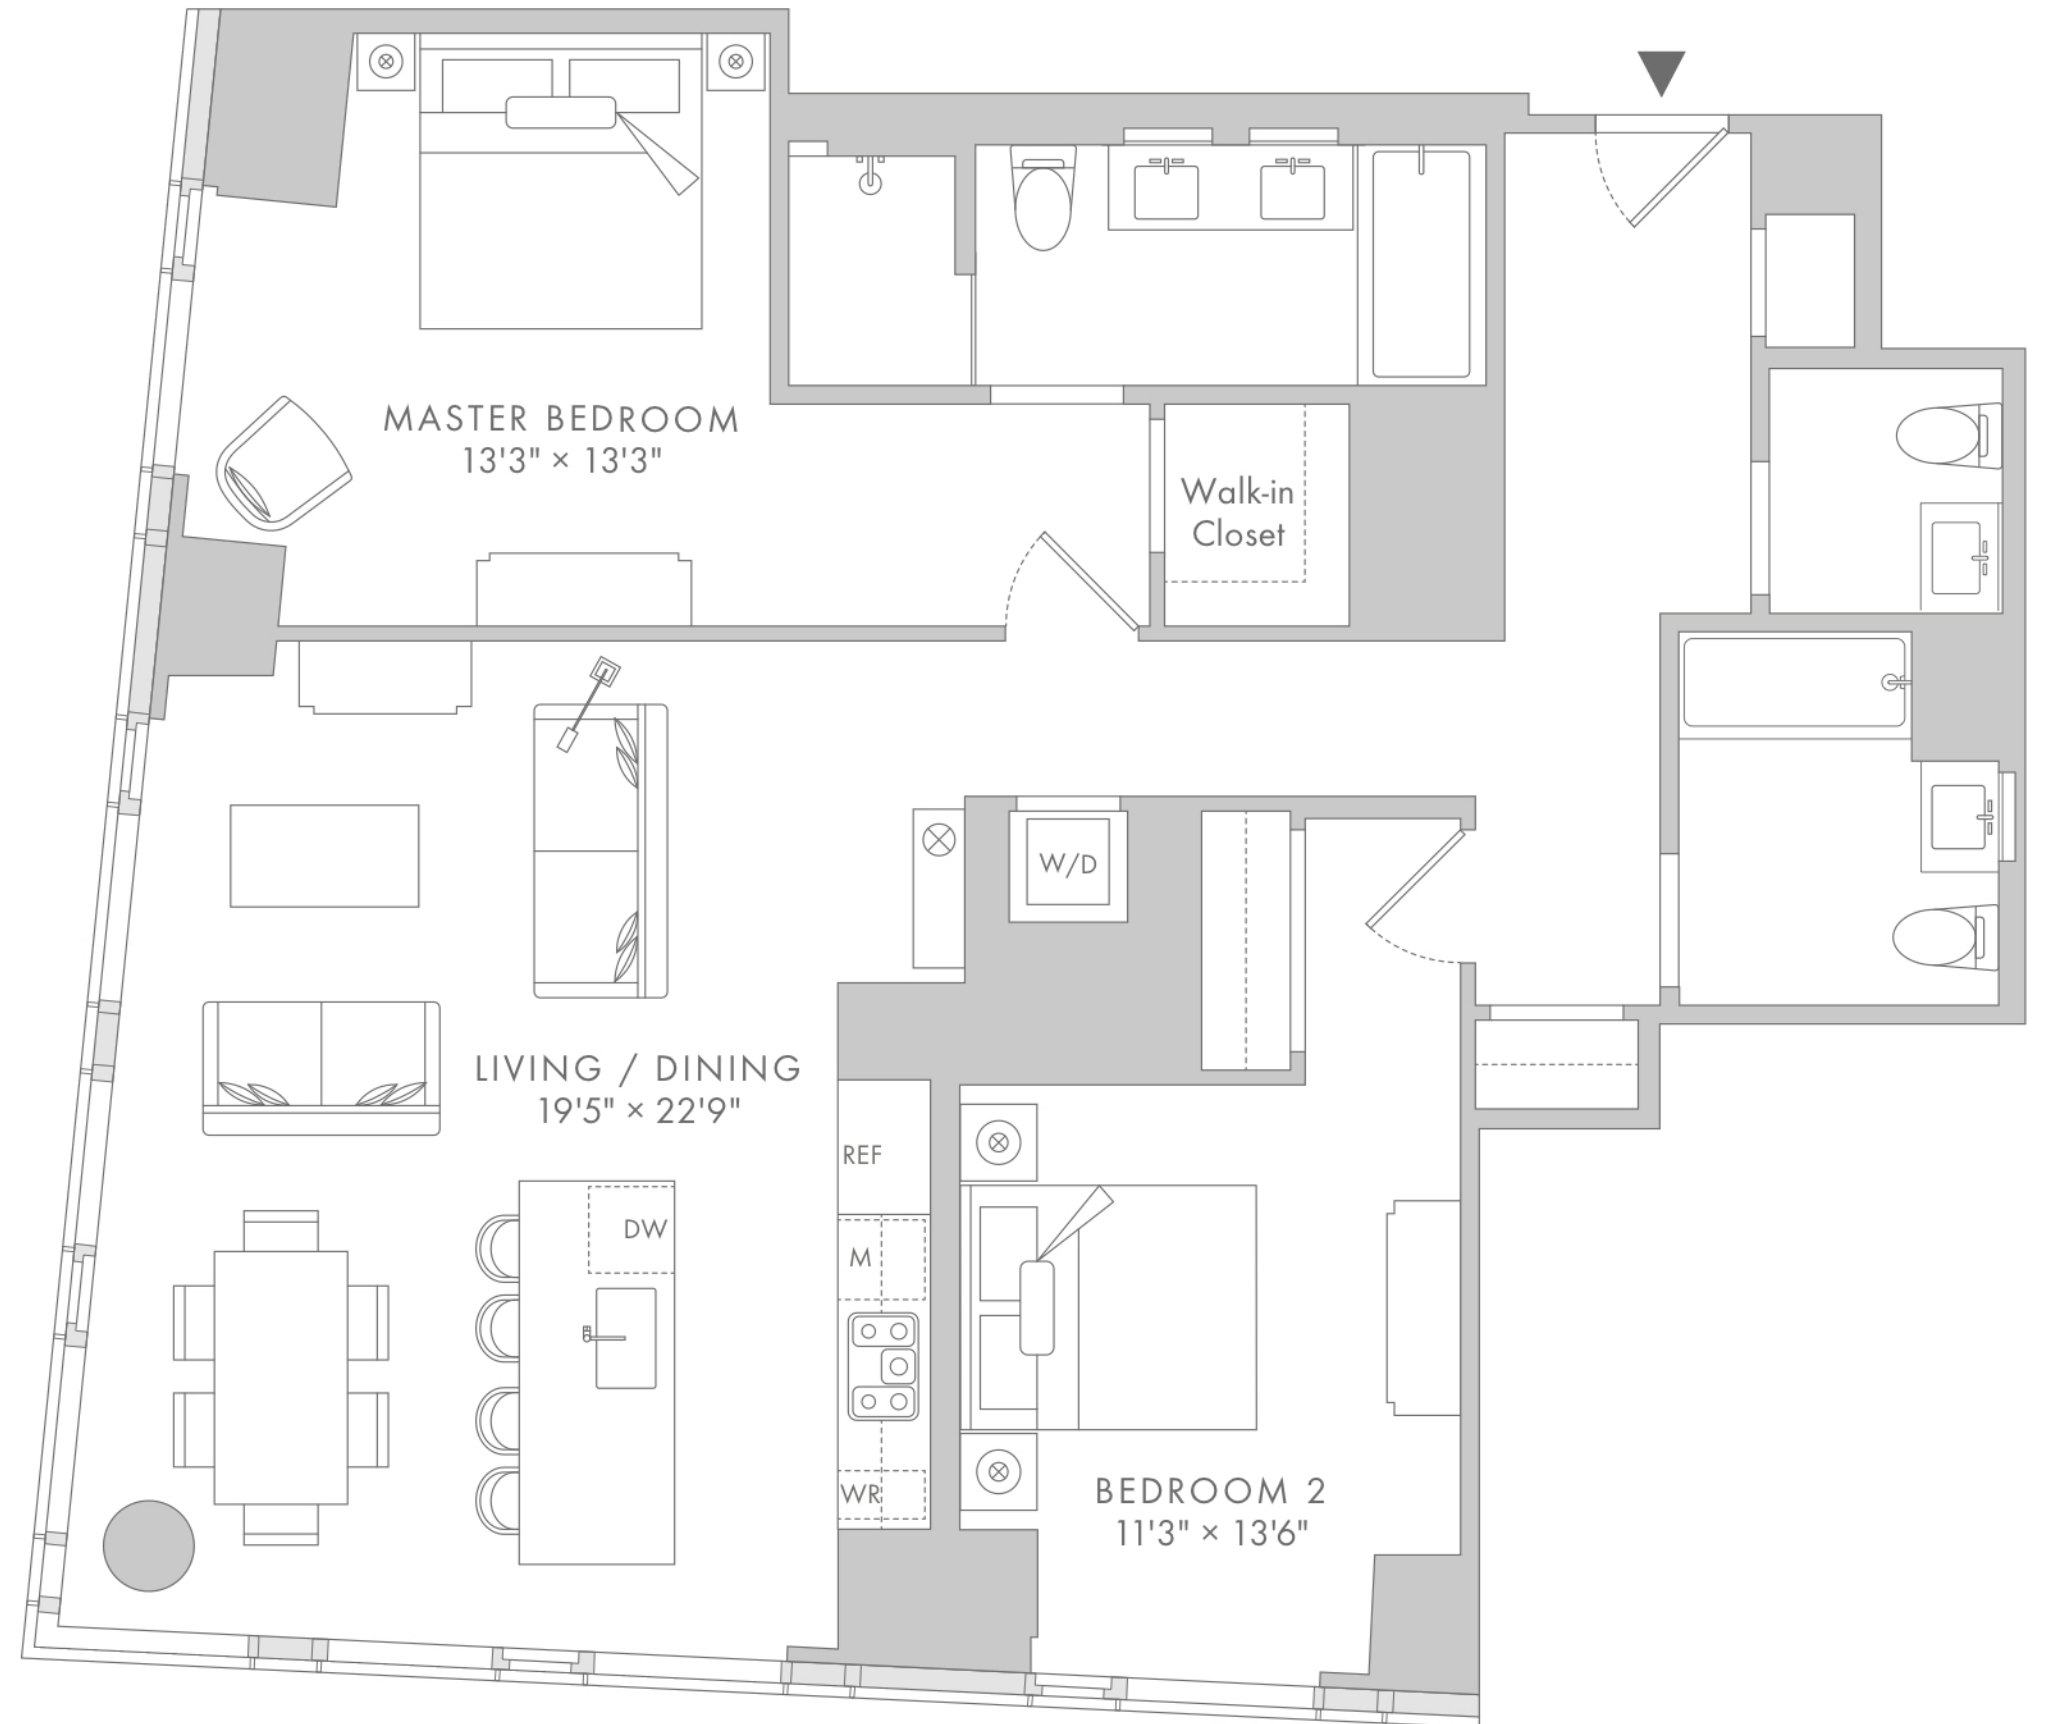 MASTER BEDROOM
13'3" × 13'3"
Walk-in
Closet
W/D
LIVING / DINING
19'5" × 22'9"
REF
DW
M
WR
BEDROOM 2
11'3" × 13'6"